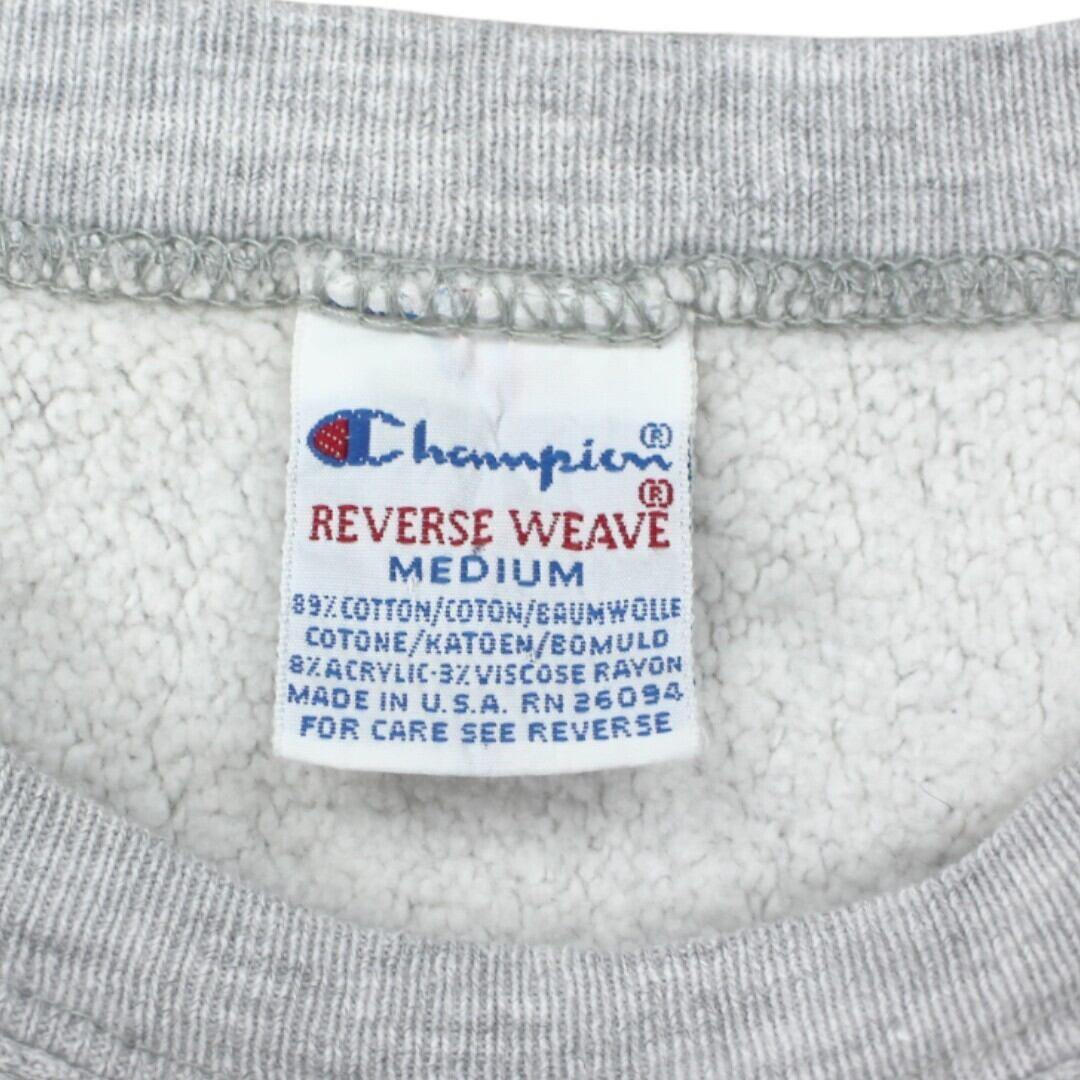 Champion®
REVERSE WEAVE®
MEDIUM
89% COTTON/COTON/BAUMWOLLE
COTONE/KATOEN/BOMULD
8% ACRYLIC-3% VISCOSE RAYON
MADE IN U.S.A. RN 26094
FOR CARE SEE REVERSE